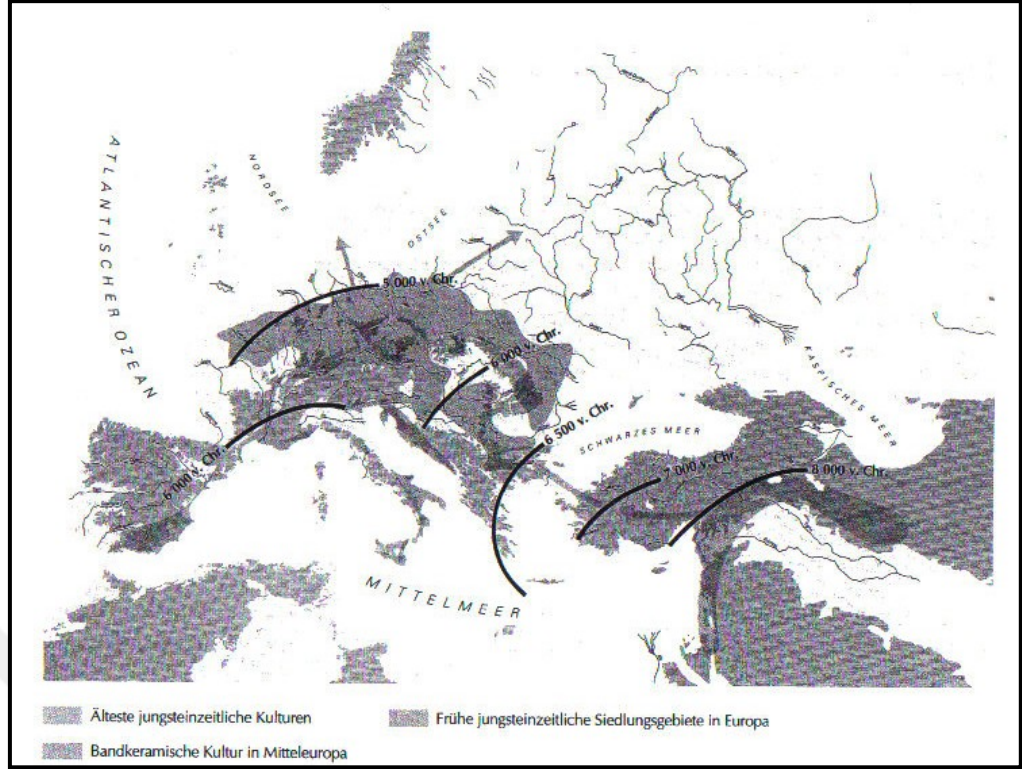 ATLANTISCHER OZEAN
NORDSEE
OSTSEE
5 000 v. Chr.
6 000 v. Chr.
6 500 v. Chr.
KASPISCHES MEER
SCHWARZES MEER
6 000 v. Chr.
7 000 v. Chr.
8 000 v. Chr.
MITTELMEER
Älteste jungsteinzeitliche Kulturen
Frühe jungsteinzeitliche Siedlungsgebiete in Europa
Bandkeramische Kultur in Mitteleuropa